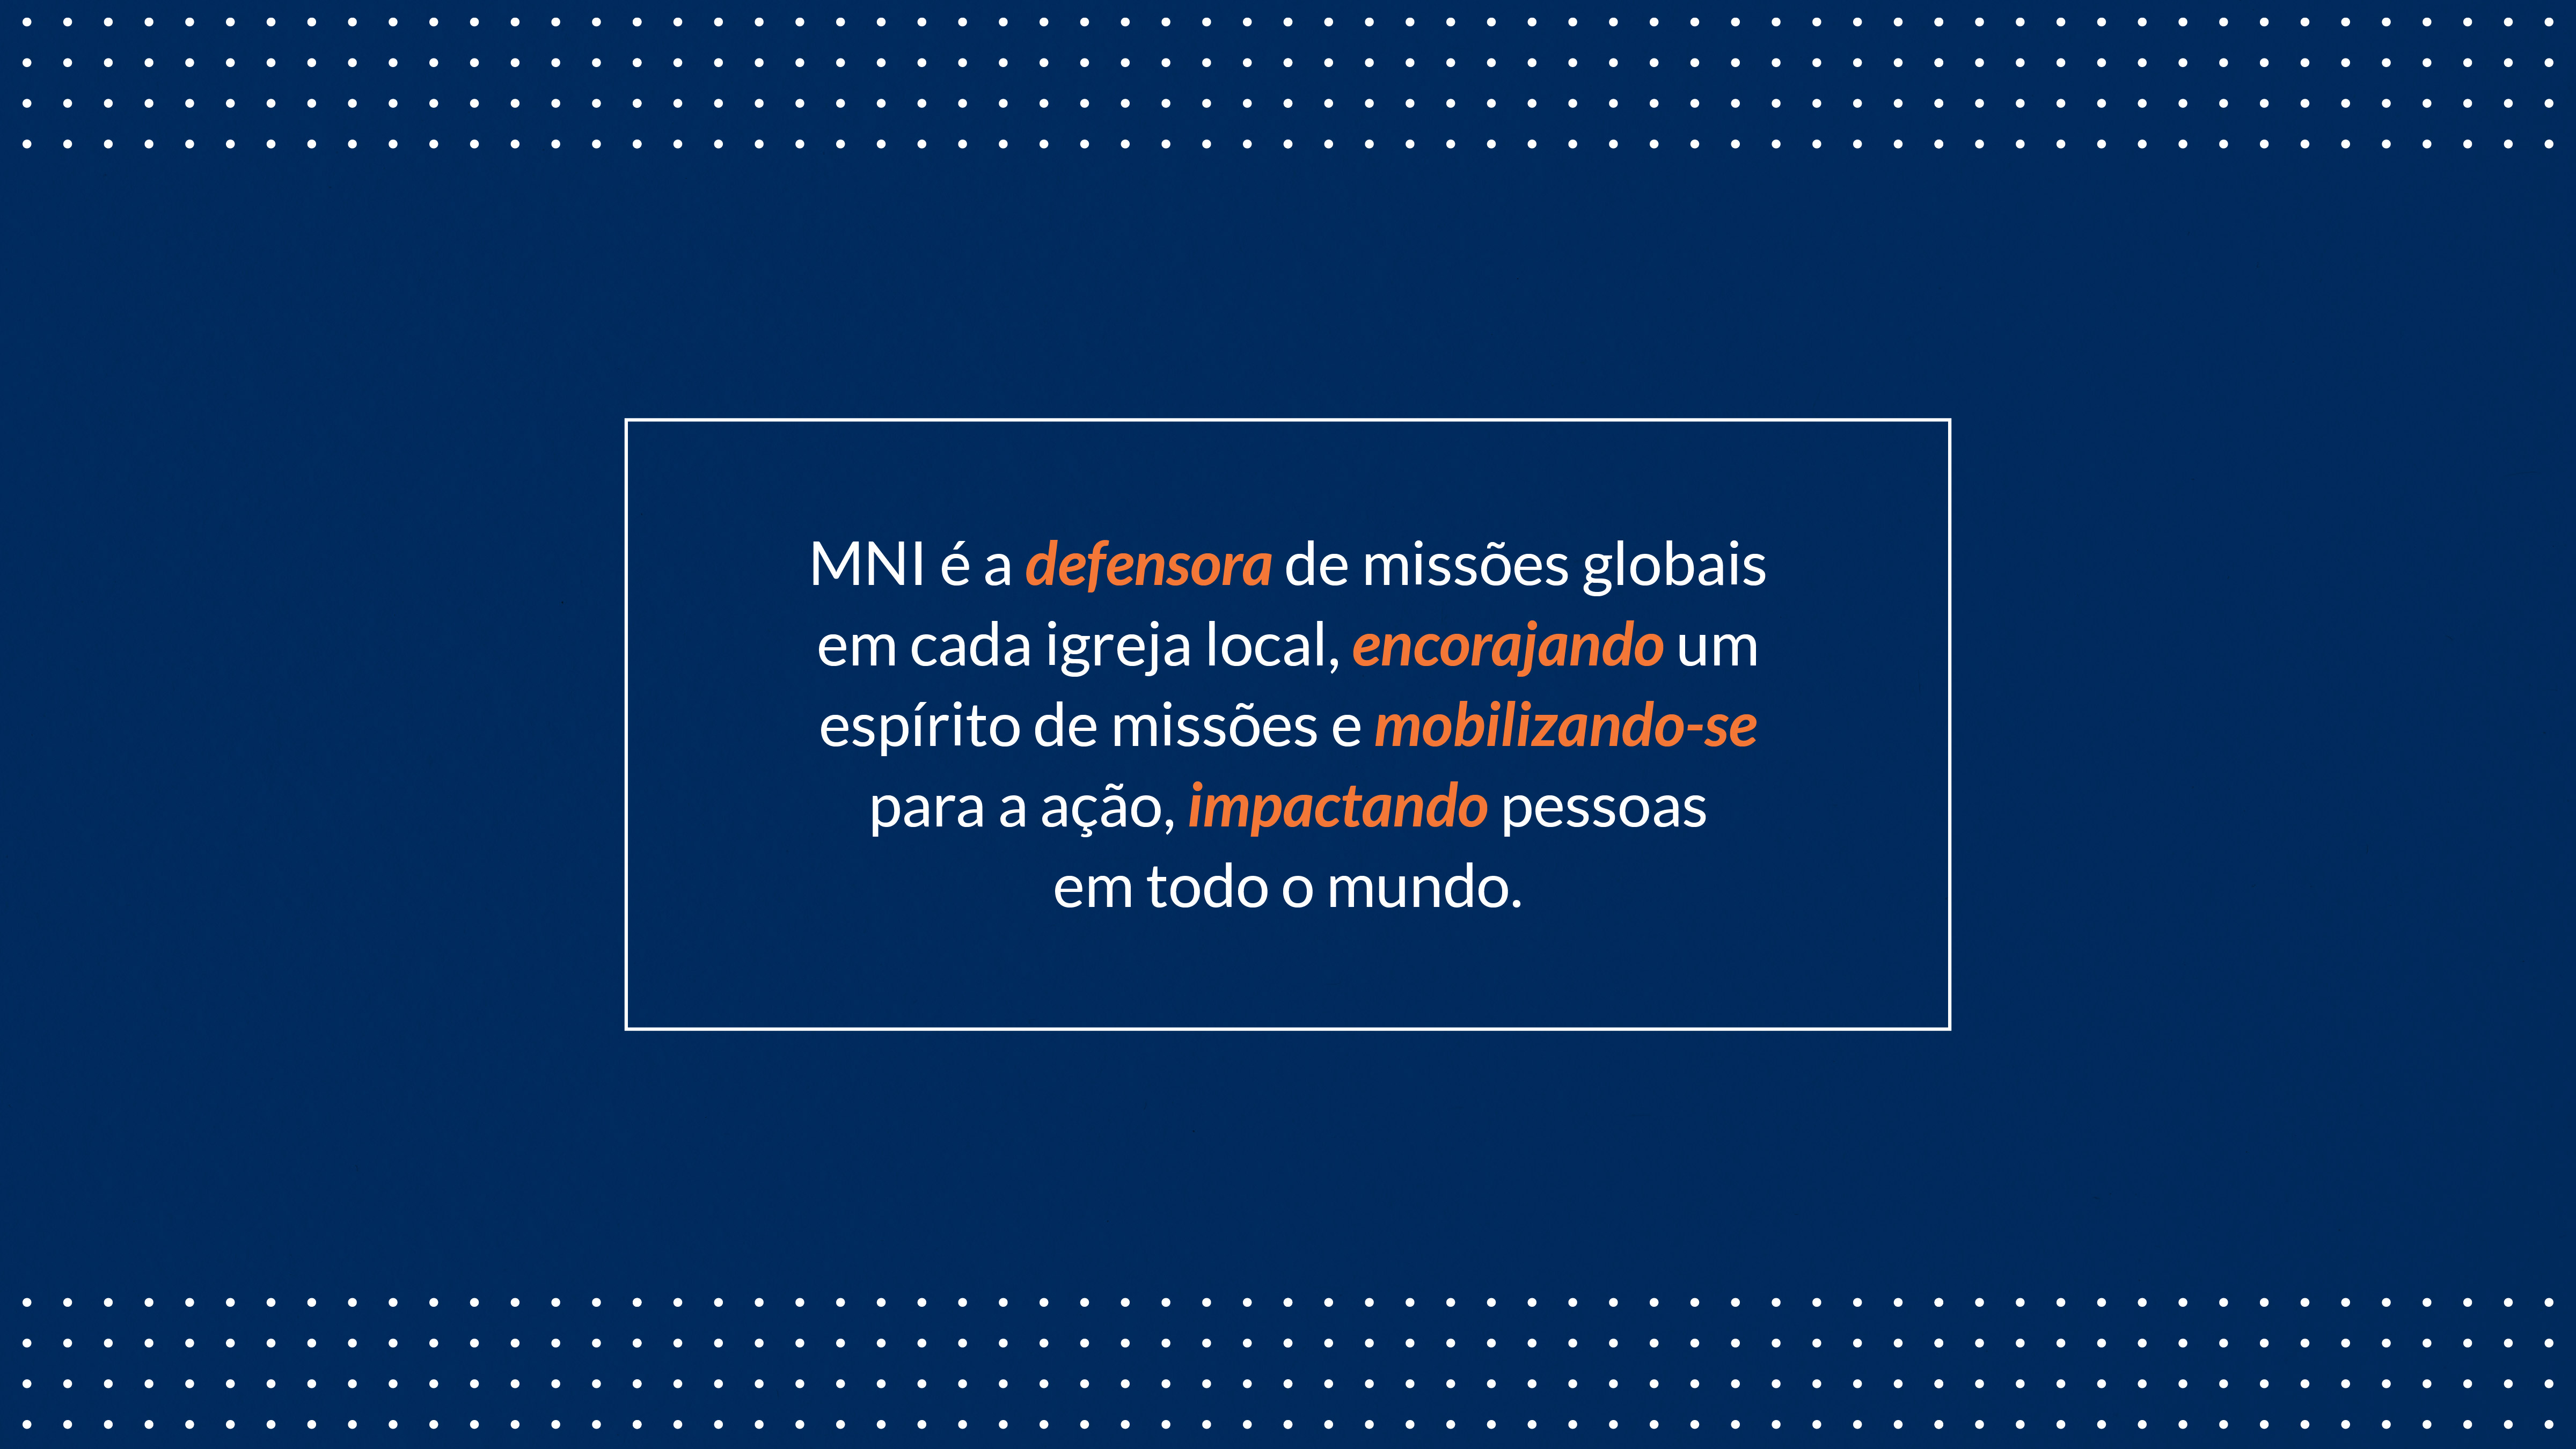 MNI é a defensora de missões globais
em cada igreja local, encorajando um
espírito de missões e mobilizando-se
para a ação, impactando pessoas
em todo o mundo.